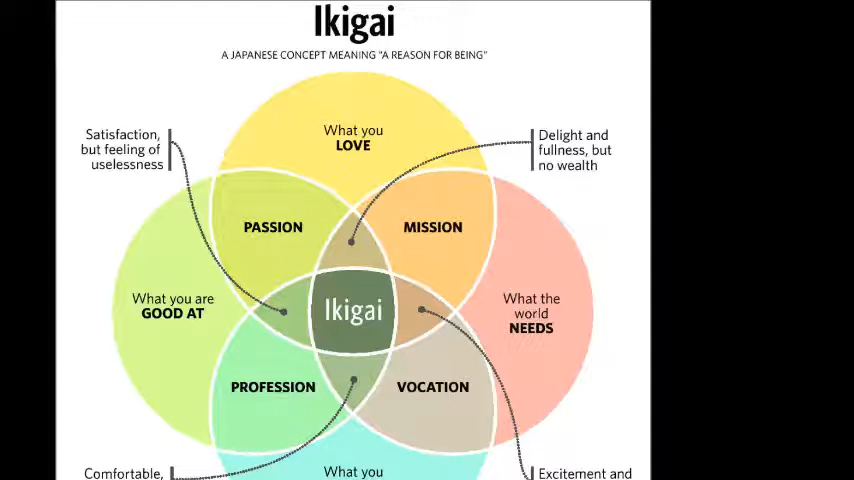 Ikigai
A JAPANESE CONCEPT MEANING "A REASON FOR BEING"
Satisfaction,
but feeling of
uselessness
What you
LOVE
Delight and
fullness, but
no wealth
PASSION
MISSION
What you are
GOOD AT
Ikigai
What the
world
NEEDS
PROFESSION
VOCATION
Comfortable,
What you
Excitement and